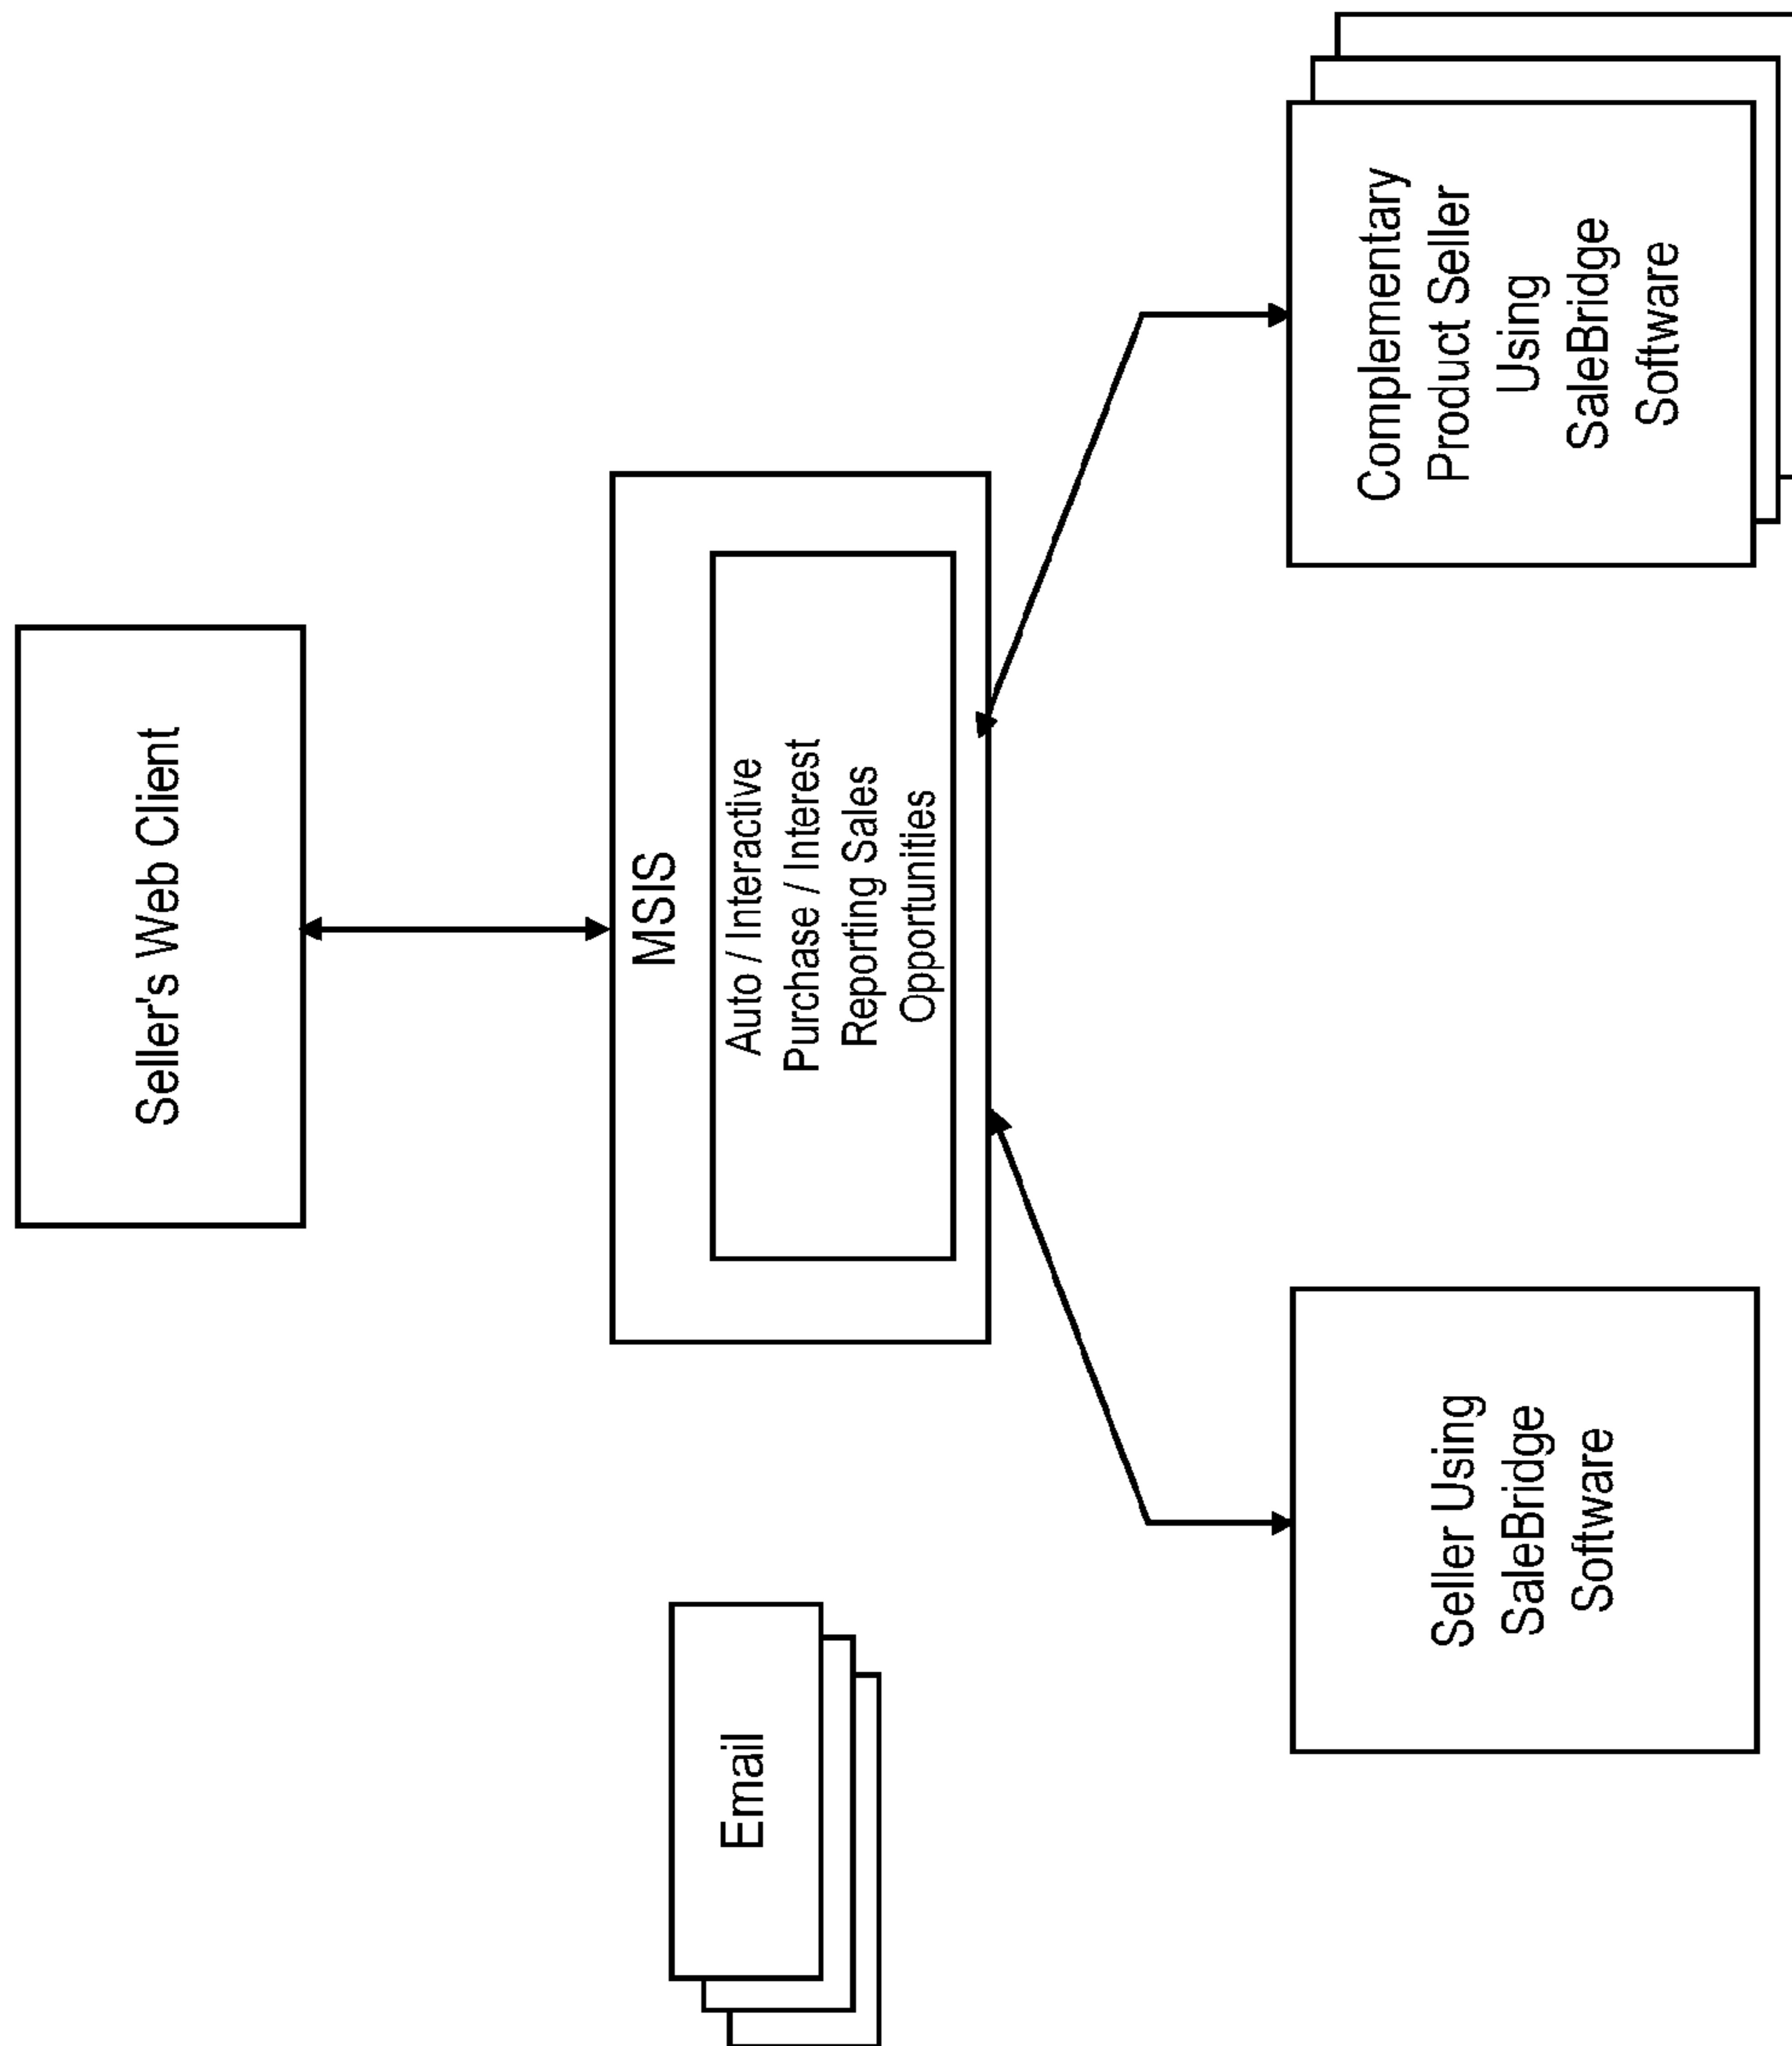 Seller's Web Client
MSIS
Auto / Interactive
Purchase / Interest
Reporting Sales
Opportunities
Email
Seller Using
SaleBridge
Software
Complementary
Product Seller
Using
SaleBridge
Software